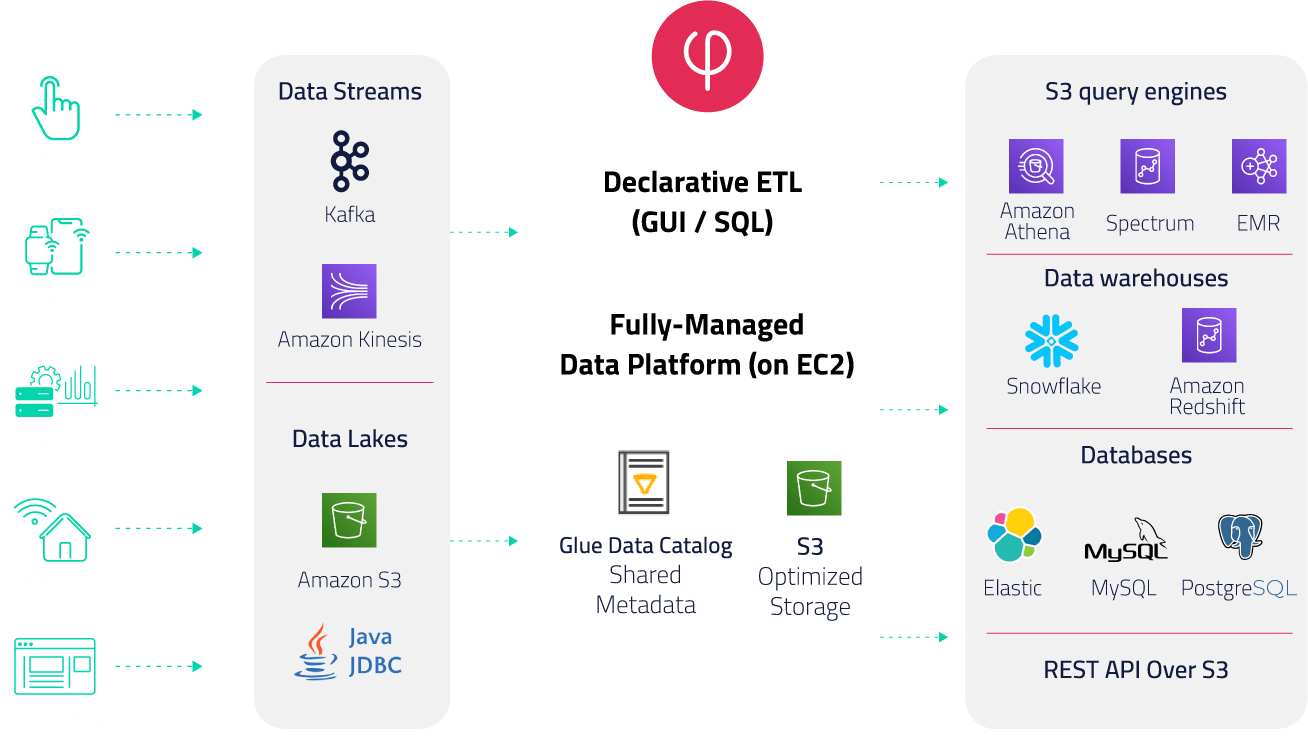 Data Streams
Kafka
Amazon Kinesis
Data Lakes
Amazon S3
Java
JDBC
Declarative ETL
(GUI / SQL)
Fully-Managed
Data Platform (on EC2)
Glue Data Catalog
Shared
Metadata
S3
Optimized
Storage
S3 query engines
Amazon
Athena
Spectrum
EMR
Data warehouses
Snowflake
Amazon
Redshift
Databases
Elastic
MySQL
MySQL
PostgreSQL
REST API Over S3